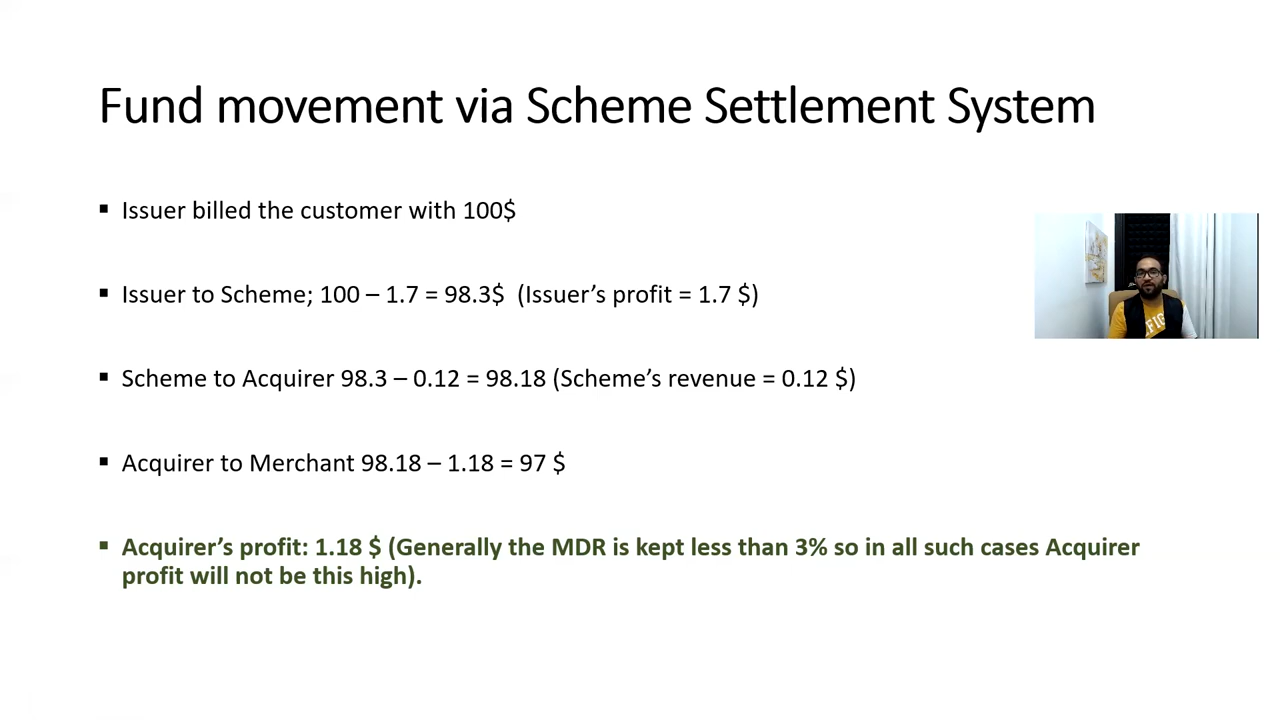 Fund movement via Scheme Settlement System
▪ Issuer billed the customer with 100$
▪ Issuer to Scheme; 100 – 1.7 = 98.3$ (Issuer’s profit = 1.7 $)
▪ Scheme to Acquirer 98.3 – 0.12 = 98.18 (Scheme’s revenue = 0.12 $)
▪ Acquirer to Merchant 98.18 – 1.18 = 97 $
▪ Acquirer’s profit: 1.18 $ (Generally the MDR is kept less than 3% so in all such cases Acquirer
profit will not be this high).